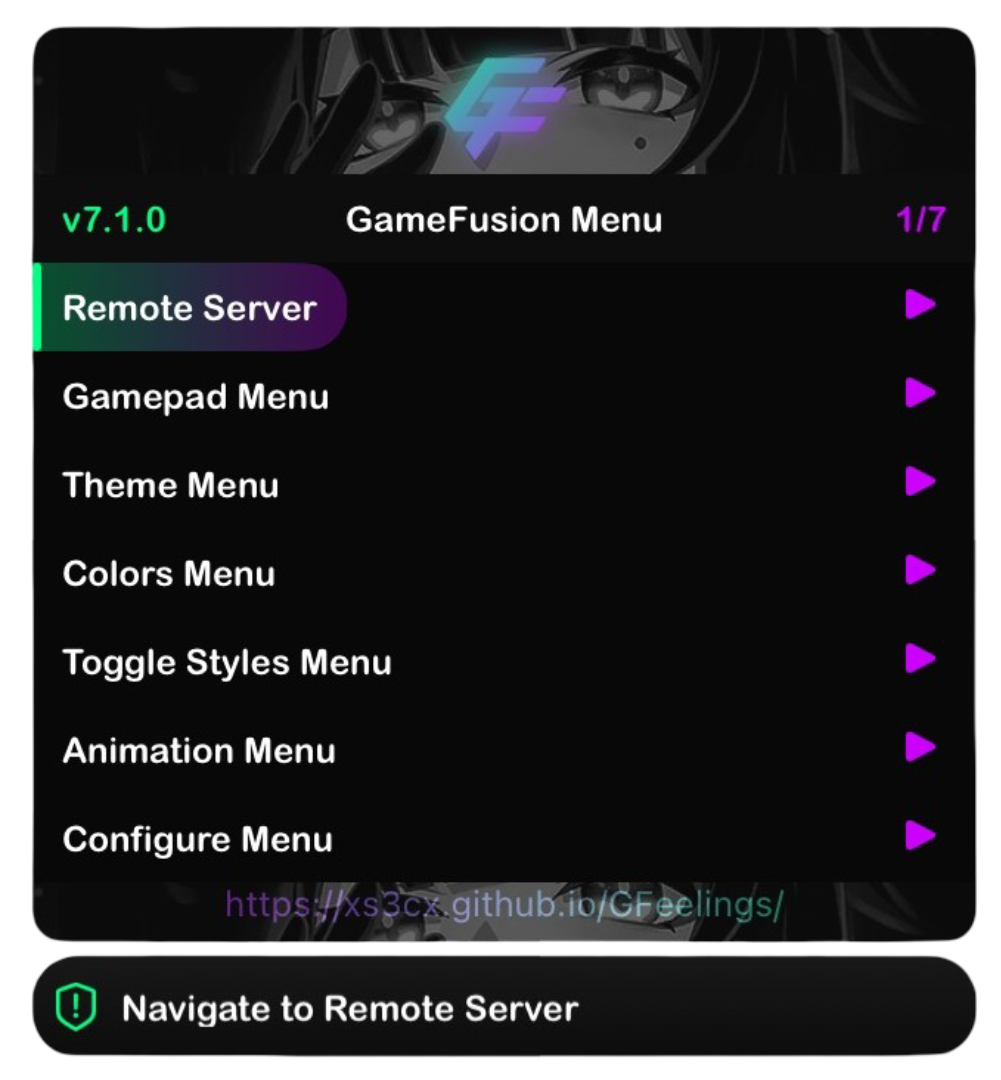 GF
v7.1.0 GameFusion Menu 1/7
Remote Server
Gamepad Menu
Theme Menu
Colors Menu
Toggle Styles Menu
Animation Menu
Configure Menu
https://xs3cx.github.io/GFeelings/
Navigate to Remote Server